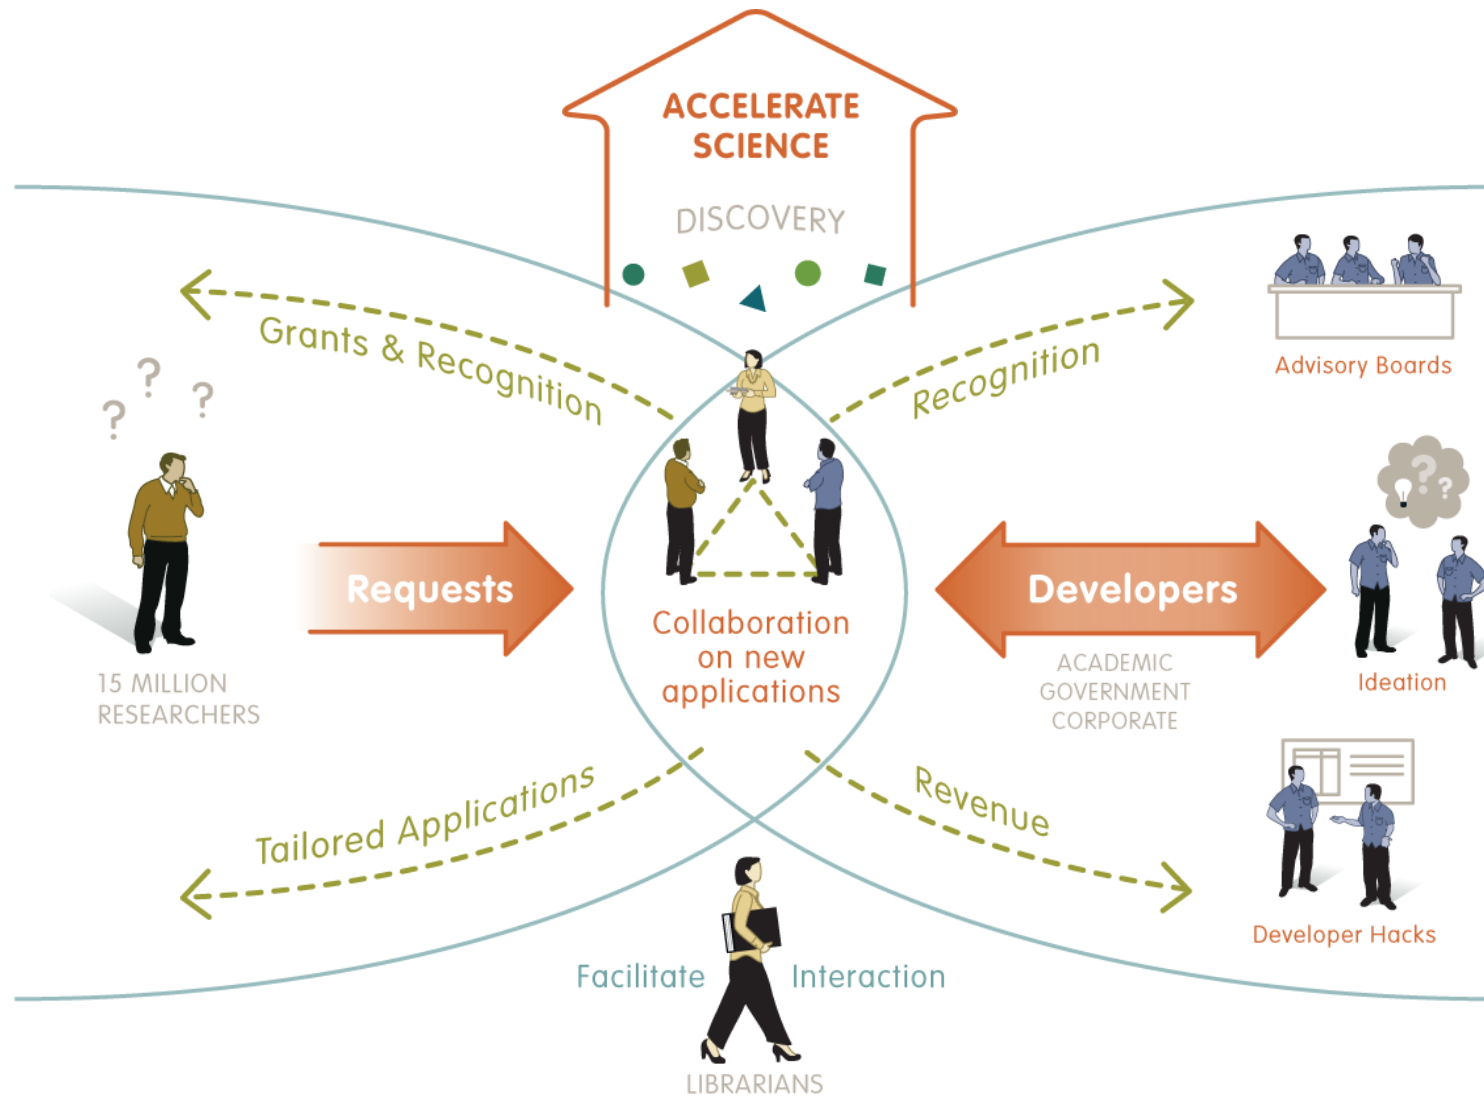 ACCELERATE
SCIENCE
DISCOVERY
Grants & Recognition
Recognition
Advisory Boards
? ? ?
? ?
Requests
Developers
15 MILLION
RESEARCHERS
Collaboration
on new
applications
ACADEMIC
GOVERNMENT
CORPORATE
Ideation
Tailored Applications
Revenue
Developer Hacks
Facilitate Interaction
LIBRARIANS